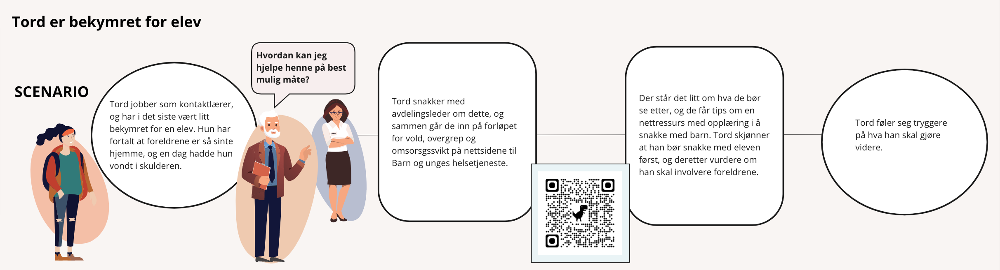 Tord er bekymret for elev
SCENARIO
Tord jobber som kontaktlærer,
og har i det siste vært litt
bekymret for en elev. Hun har
fortalt at foreldrene er så sinte
hjemme, og en dag hadde hun
vondt i skulderen.
Hvordan kan jeg
hjelpe henne på best
mulig måte?
Tord snakker med
avdelingsleder om dette, og
sammen går de inn på forløpet
for vold, overgrep og
omsorgssvikt på nettsidene til
Barn og unges helsetjeneste.
Der står det litt om hva de bør
se etter, og de får tips om en
nettressurs med opplæring i å
snakke med barn. Tord skjønner
at han bør snakke med eleven
først, og deretter vurdere om
han skal involvere foreldrene.
Tord føler seg tryggere
på hva han skal gjøre
videre.